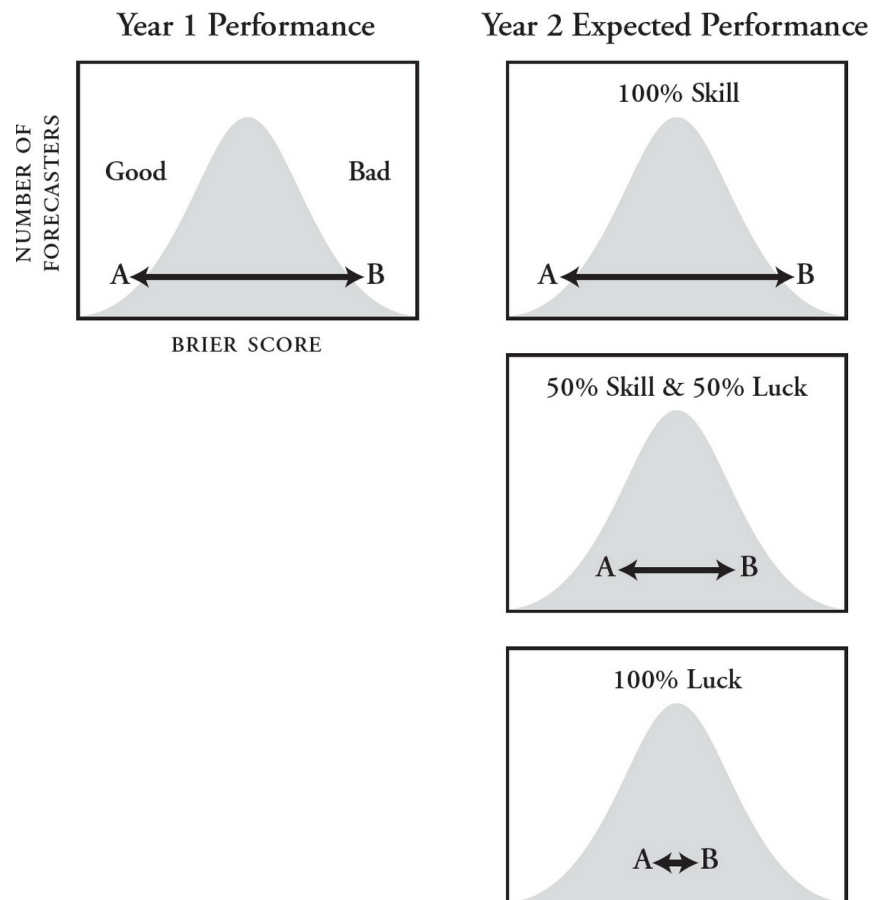 Year 1 Performance
NUMBER OF
FORECASTERS
Good
Bad
A
B
BRIER SCORE
Year 2 Expected Performance
100% Skill
A
B
50% Skill & 50% Luck
A
B
100% Luck
A
B